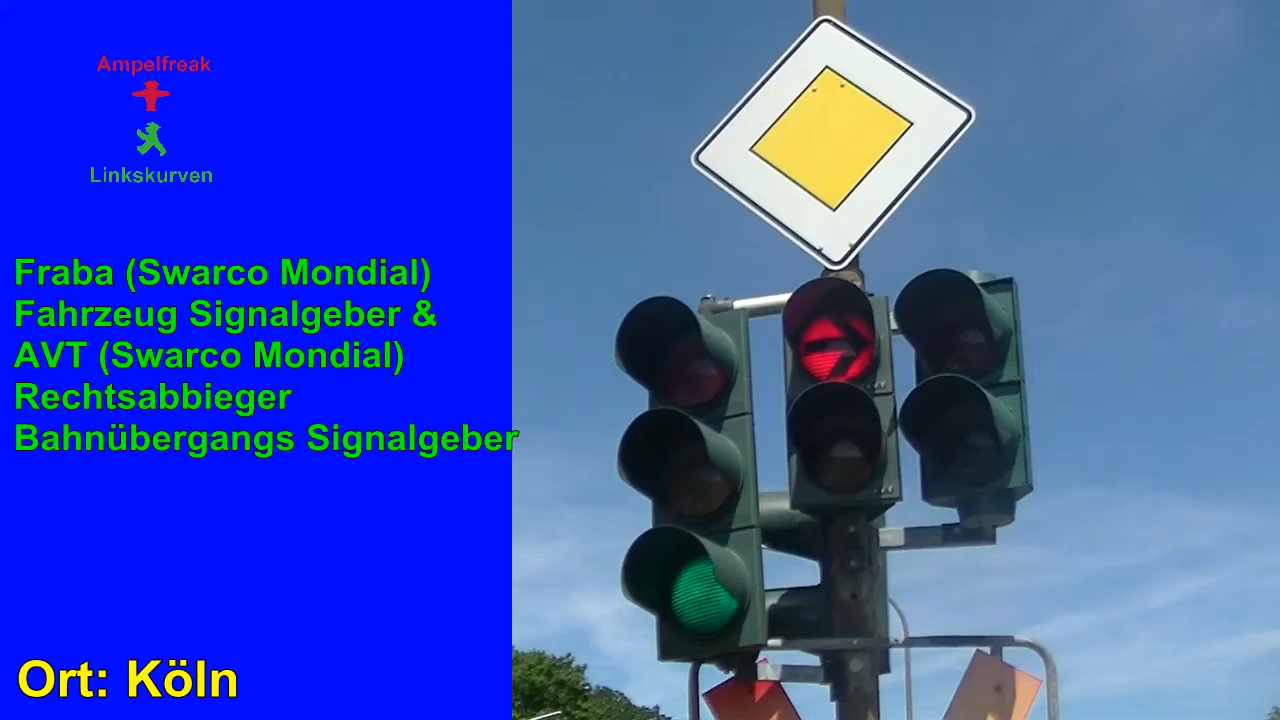 Ampelfreak
Linkskurven
Fraba (Swarco Mondial)
Fahrzeug Signalgeber &
AVT (Swarco Mondial)
Rechtsabbieger
Bahnübergangs Signalgeber
Ort: Köln